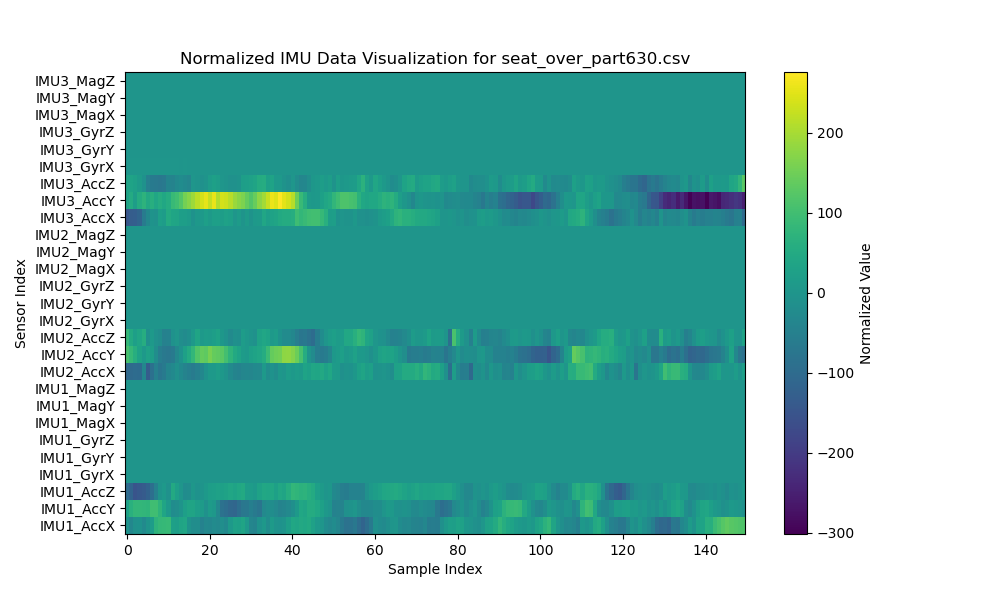 Normalized IMU Data Visualization for seat_over_part630.csv
IMU3_MagZ
IMU3_MagY
IMU3_MagX
IMU3_GyrZ
IMU3_GyrY
IMU3_GyrX
IMU3_AccZ
IMU3_AccY
IMU3_AccX
IMU2_MagZ
IMU2_MagY
IMU2_MagX
IMU2_GyrZ
IMU2_GyrY
IMU2_GyrX
IMU2_AccZ
IMU2_AccY
IMU2_AccX
IMU1_MagZ
IMU1_MagY
IMU1_MagX
IMU1_GyrZ
IMU1_GyrY
IMU1_GyrX
IMU1_AccZ
IMU1_AccY
IMU1_AccX
Sensor Index
0 20 40 60 80 100 120 140
Sample Index
200
100
0
−100
−200
−300
Normalized Value